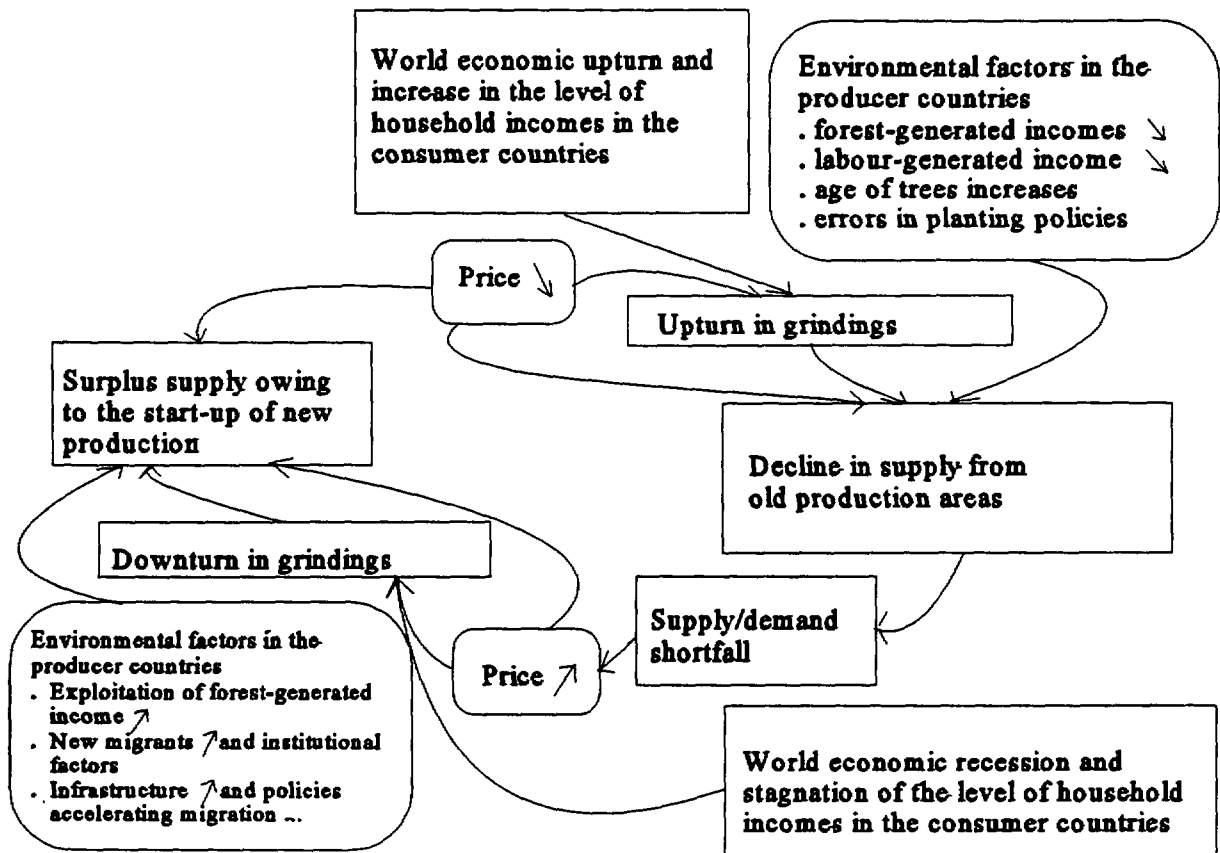 World economic upturn and
increase in the level of
household incomes in the
consumer countries
Environmental factors in the
producer countries
. forest-generated incomes ↘
. labour-generated income ↘
. age of trees increases
. errors in planting policies
Price ↘
Upturn in grindings
Surplus supply owing
to the start-up of new
production
Decline in supply from
old production areas
Downturn in grindings
Supply/demand
shortfall
Price ↗
Environmental factors in the
producer countries
. Exploitation of forest-generated
income ↗
. New migrants ↗ and institutional
factors
. Infrastructure ↗ and policies
accelerating migration ...
World economic recession and
stagnation of the level of household
incomes in the consumer countries